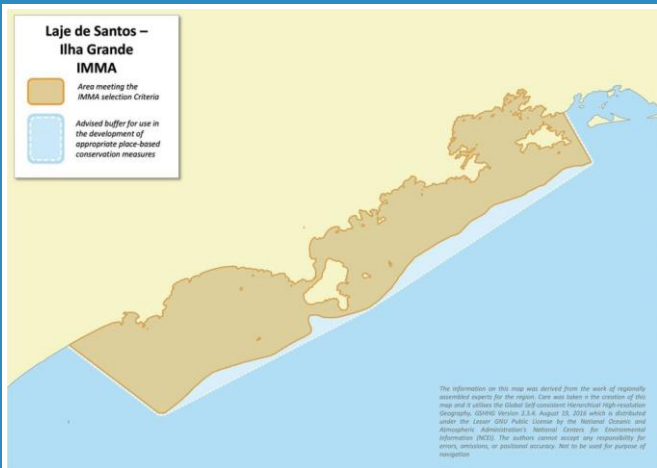 Laje de Santos –
Ilha Grande
IMMA
Area meeting the
IMMA selection Criteria
Advised buffer for use in
the development of
appropriate place-based
conservation measures
The information on this map was derived from the work of regionally
assembled experts for the region. Care was taken n the creation of this
map and it utilises the Global Self-consistent Hierarchical High-resolution
Geography, GSHHG Version 2.3.4. August 19, 2016 which is distributed
under the Lesser GNU Public License by the National Oceanic and
Atmospheric Administration's National Centers for Environmental
Information (NCEI). The authors cannot accept any responsibility for
errors, omissions, or positional accuracy. Not to be used for purpose of
navigation